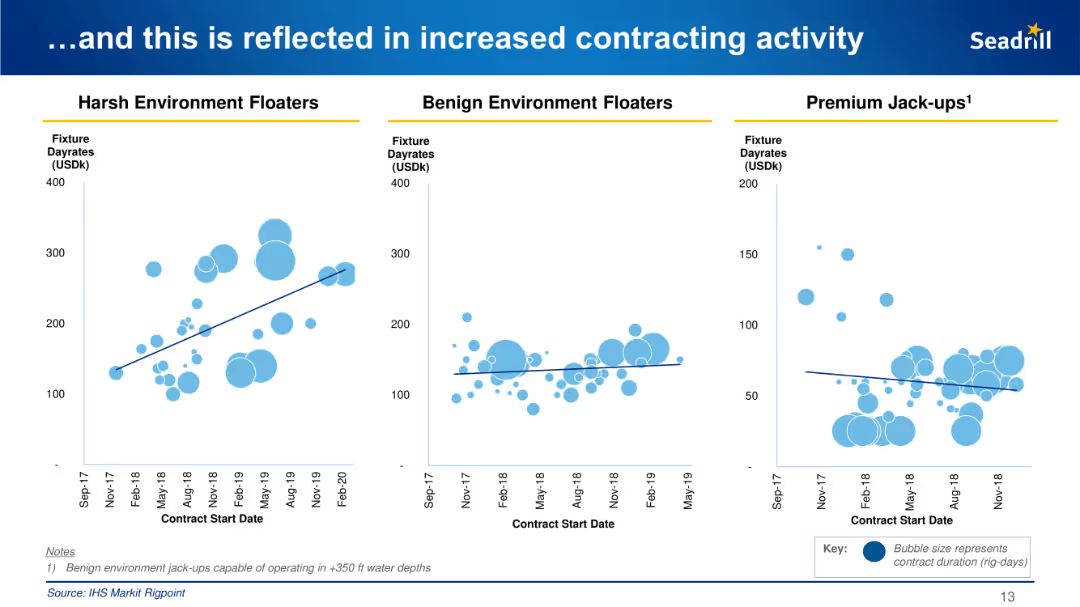 …and this is reflected in increased contracting activity
Seadrill
Harsh Environment Floaters
Fixture
Dayrates
(USDk)
400
300
200
100
-
Sep-17
Nov-17
Feb-18
May-18
Aug-18
Nov-18
Feb-19
May-19
Aug-19
Nov-19
Feb-20
Contract Start Date
Benign Environment Floaters
Fixture
Dayrates
(USDk)
400
300
200
100
-
Sep-17
Nov-17
Feb-18
May-18
Aug-18
Nov-18
Feb-19
May-19
Contract Start Date
Premium Jack-ups¹
Fixture
Dayrates
(USDk)
200
150
100
50
-
Sep-17
Nov-17
Feb-18
May-18
Aug-18
Nov-18
Contract Start Date
Key:
Bubble size represents
contract duration (rig-days)
Notes
1) Benign environment jack-ups capable of operating in +350 ft water depths
Source: IHS Markit Rigpoint
13